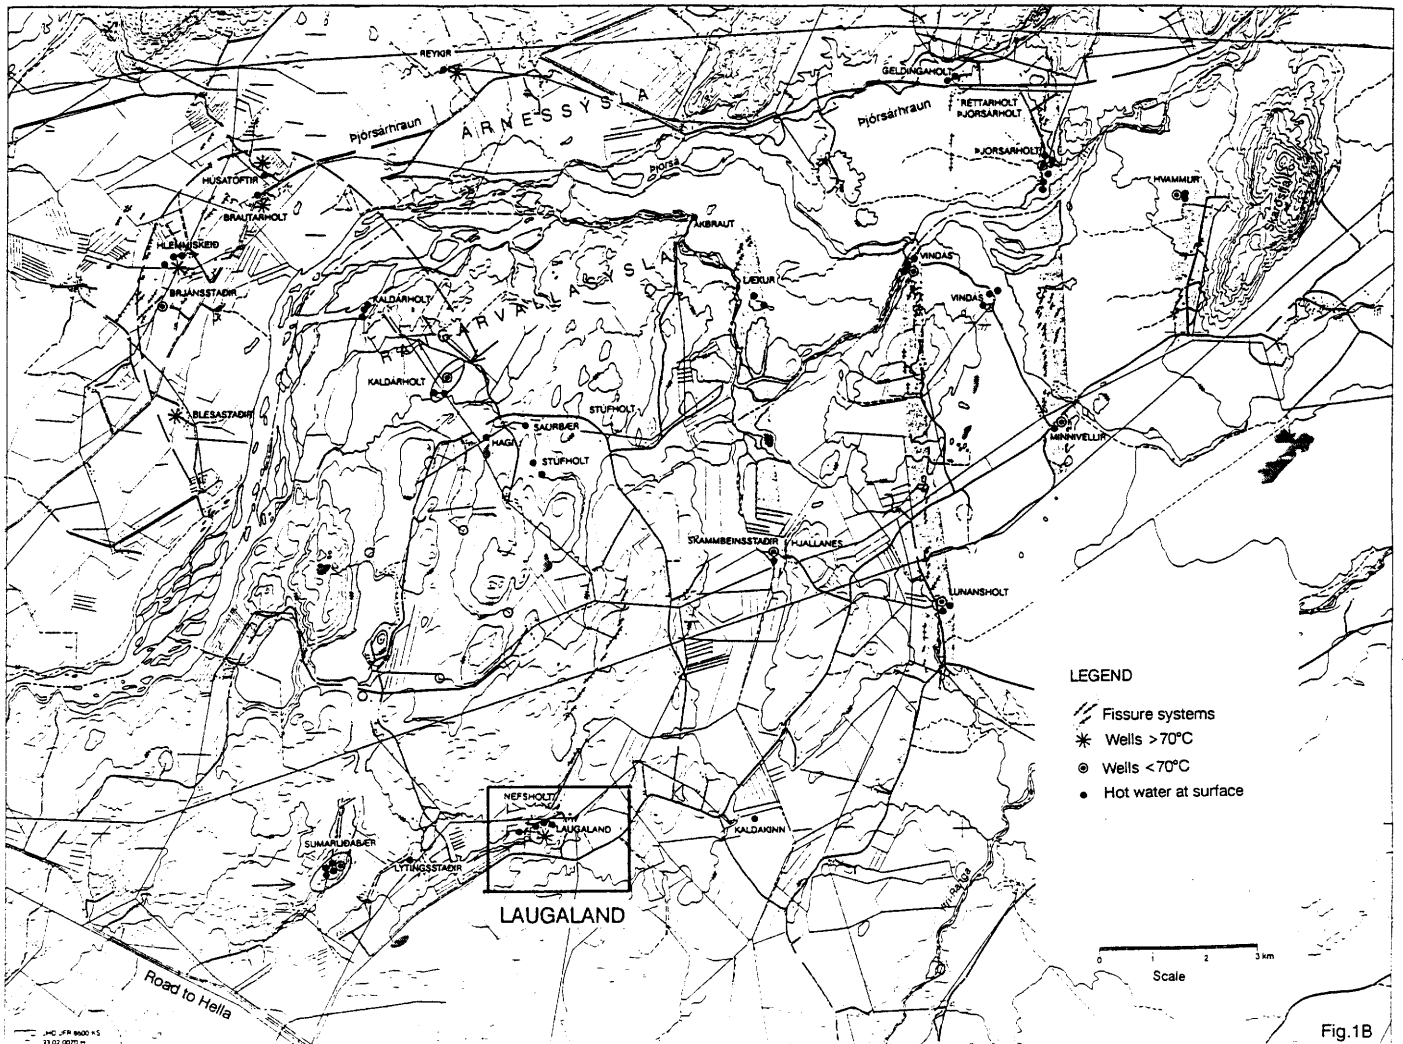 REYKIR
GELDINGAHOLT
ÁRNESSÝSLA
Þjórsárhraun
Þjórsárhraun
RÉTTARHOLT
ÞJÓRSÁRHOLT
ÞJÓRSÁRHOLT
Þjórsá
HÚSATÓFTIR
HVAMMUR
BRAUTARHOLT
AKBRAUT
HLEMMISKEIÐ
VINDÁS
RANGÁRVALLASÝSLA
LÆKUR
BRJÁNSSTAÐIR
KALDÁRHOLT
VINDÁS
KALDÁRHOLT
BLESASTAÐIR
STÚFHOLT
SAURBÆR
HAGI
MINNIVELLIR
STÚFHOLT
SKAMMBEINSSTAÐIR
HJALLANES
LUNANSHOLT
LEGEND
Fissure systems
Wells >70°C
Wells <70°C
Hot water at surface
NEFSHOLT
LAUGALAND
KALDAKINN
SUMARLIÐABÆR
LÝTINGSSTAÐIR
LAUGALAND
Road to Hella
0 1 2 3 km
Scale
Fig.1B